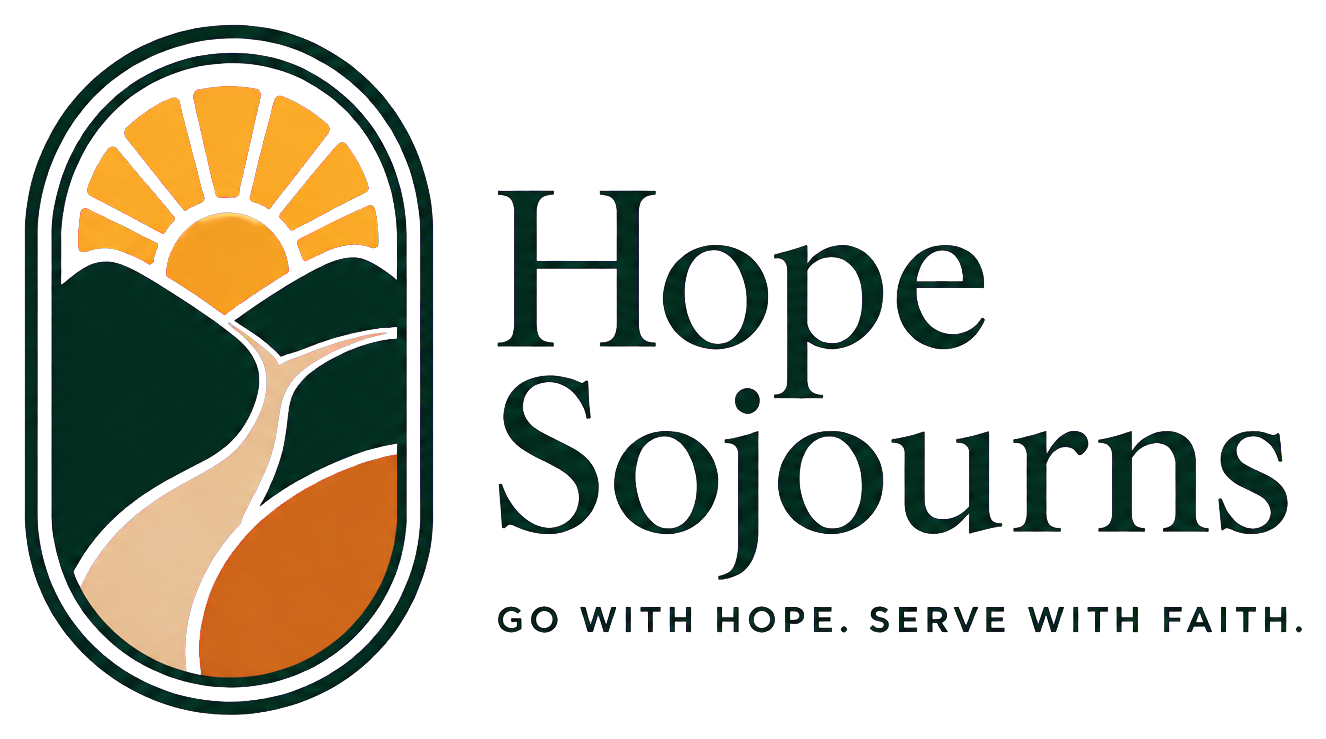 Hope
Sojourns
GO WITH HOPE. SERVE WITH FAITH.